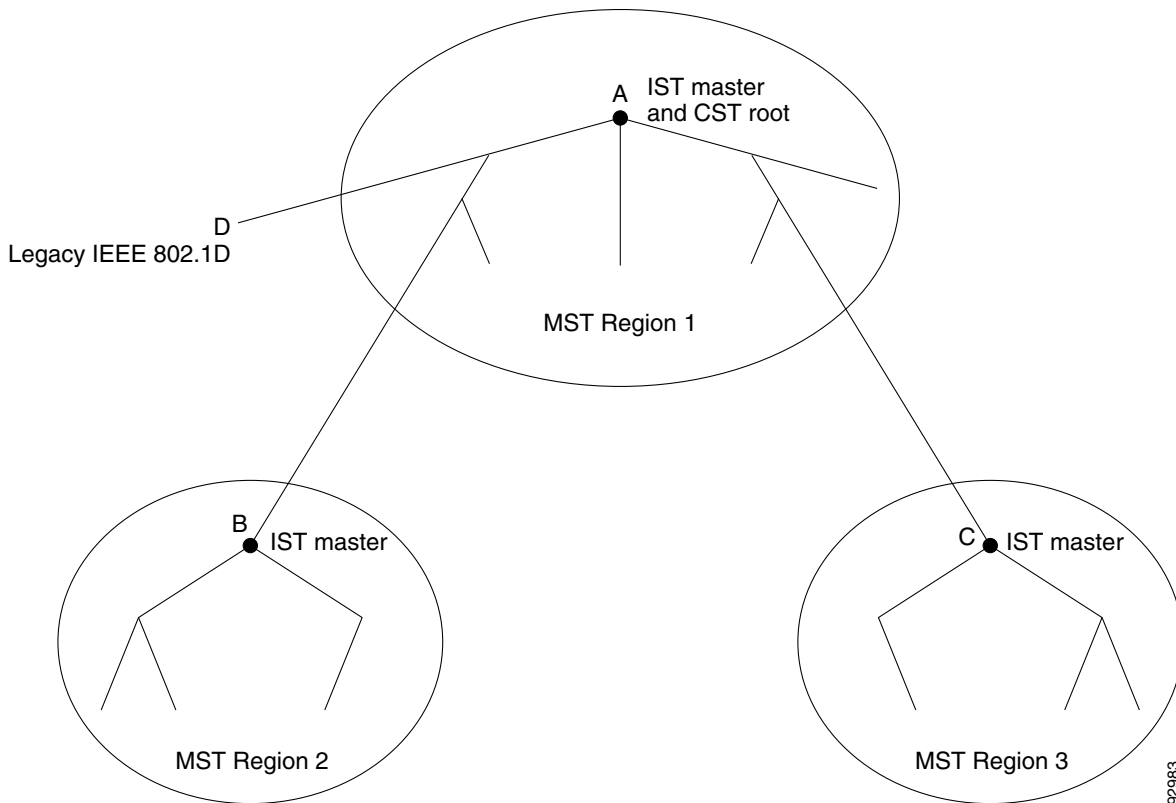 A
IST master
and CST root
D
Legacy IEEE 802.1D
MST Region 1
B
IST master
C
IST master
MST Region 2
MST Region 3
92983